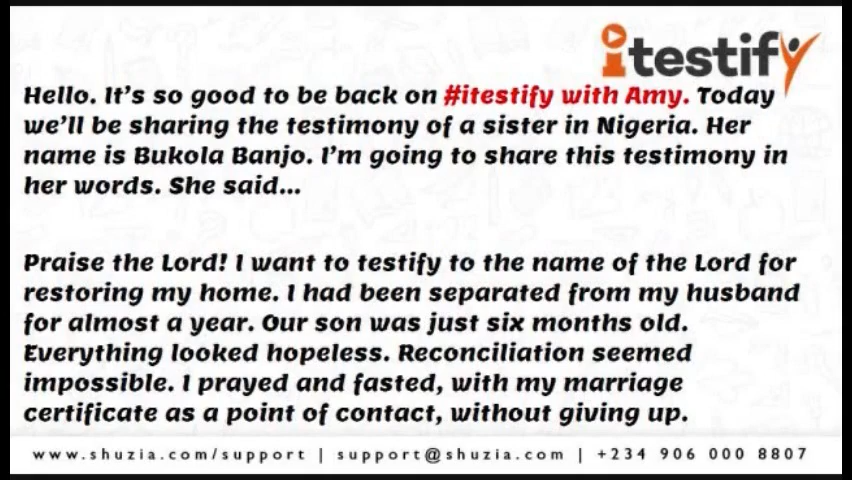 itestify
Hello. It's so good to be back on #itestify with Amy. Today
we'll be sharing the testimony of a sister in Nigeria. Her
name is Bukola Banjo. I'm going to share this testimony in
her words. She said...
Praise the Lord! I want to testify to the name of the Lord for
restoring my home. I had been separated from my husband
for almost a year. Our son was just six months old.
Everything looked hopeless. Reconciliation seemed
impossible. I prayed and fasted, with my marriage
certificate as a point of contact, without giving up.
www.shuzia.com/support | support@shuzia.com | +234 906 000 8807